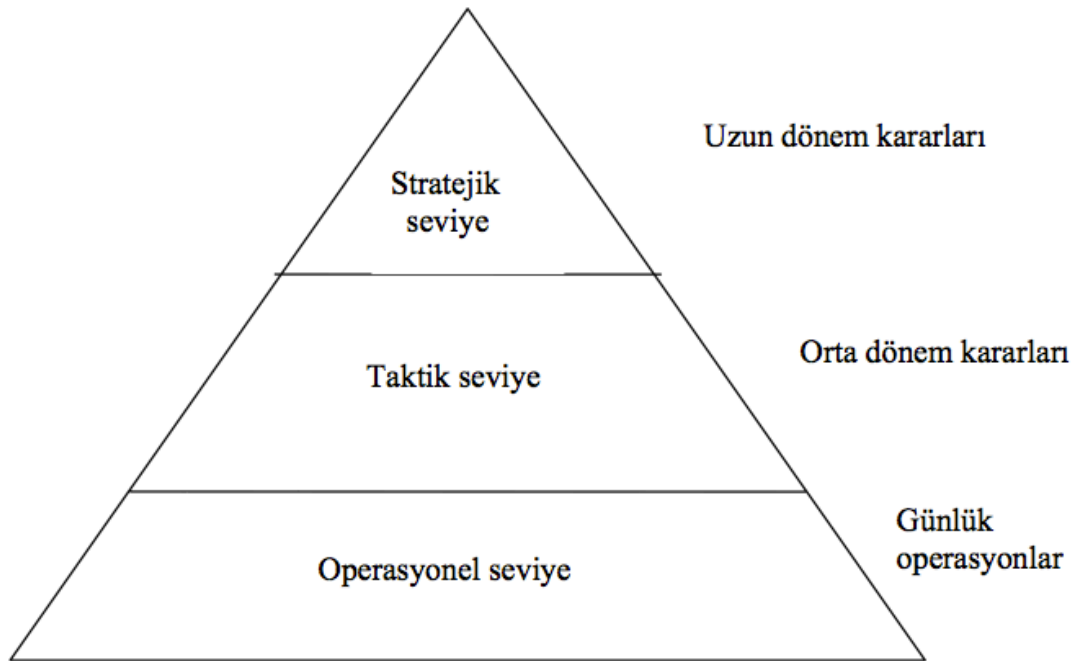 Uzun dönem kararları
Stratejik
seviye
Orta dönem kararları
Taktik seviye
Günlük
operasyonlar
Operasyonel seviye